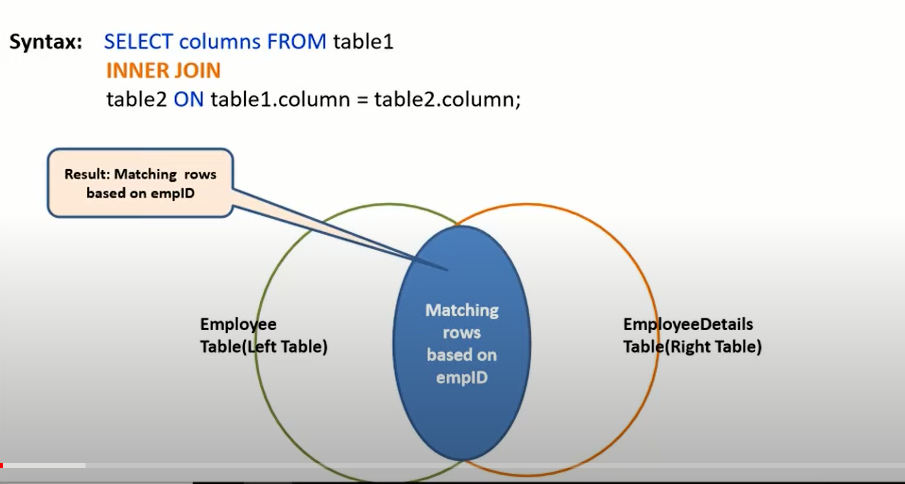 Syntax: SELECT columns FROM table1
INNER JOIN
table2 ON table1.column = table2.column;
Result: Matching rows
based on empID
Employee
Table(Left Table)
Matching
rows
based on
empID
EmployeeDetails
Table(Right Table)